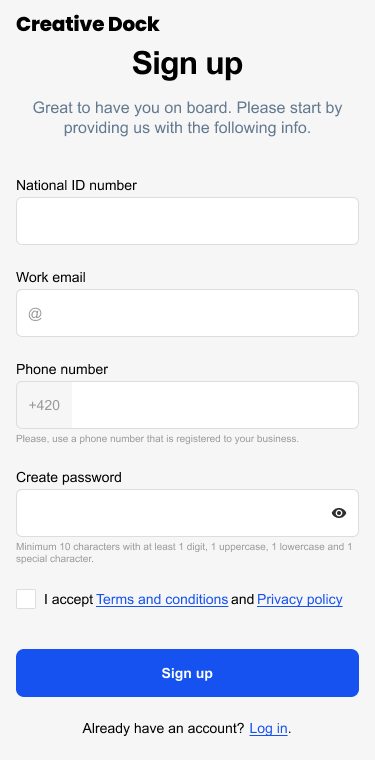 Creative Dock
Sign up
Great to have you on board. Please start by
providing us with the following info.
National ID number
Work email
@
Phone number
+420
Please, use a phone number that is registered to your business.
Create password
Minimum 10 characters with at least 1 digit, 1 uppercase, 1 lowercase and 1
special character.
I accept Terms and conditions and Privacy policy
Sign up
Already have an account? Log in.